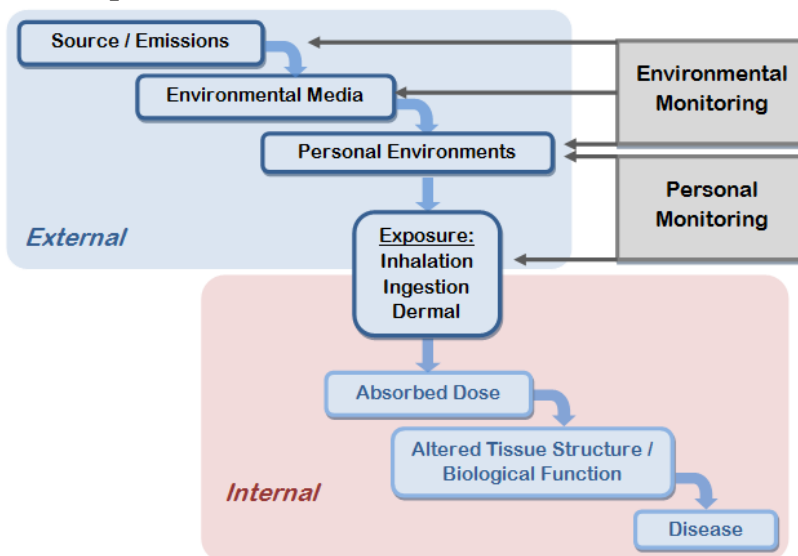 Source / Emissions
Environmental Media
Personal Environments
Environmental
Monitoring
Personal
Monitoring
External
Exposure:
Inhalation
Ingestion
Dermal
Absorbed Dose
Altered Tissue Structure /
Biological Function
Internal
Disease